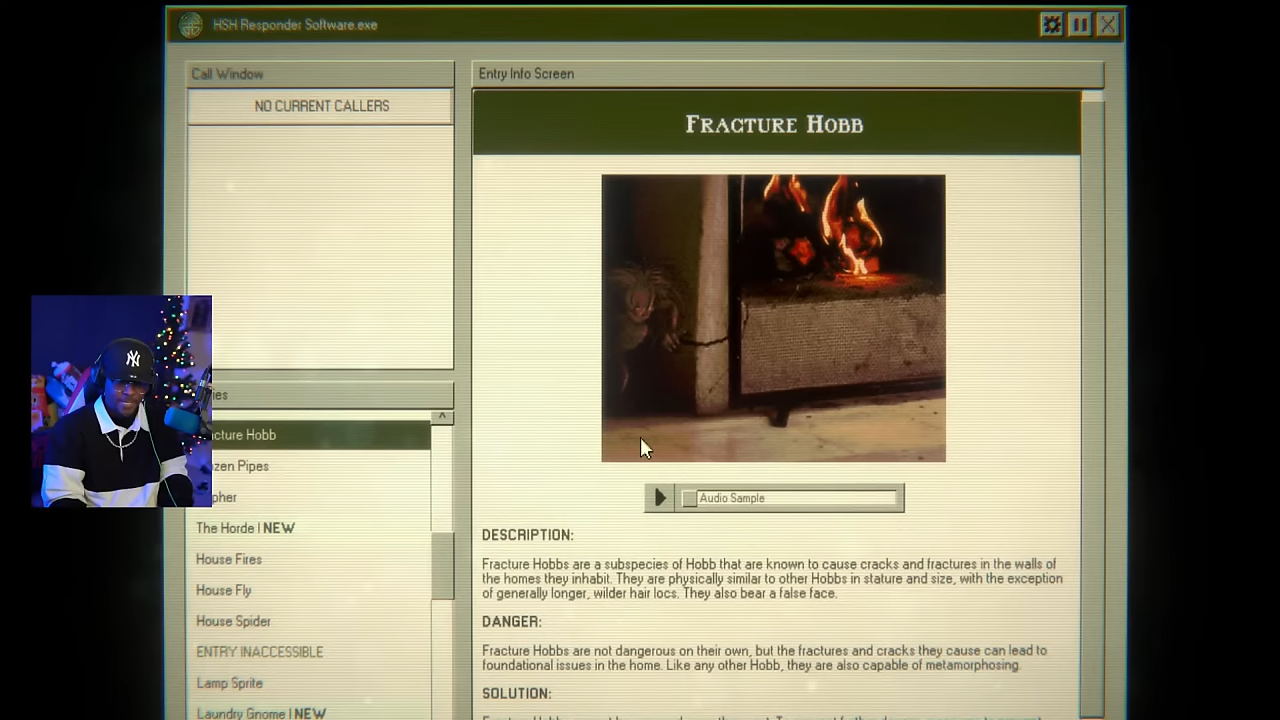 HSH Responder Software.exe
Call Window
NO CURRENT CALLERS
Entry Info Screen
FRACTURE HOBB
Audio Sample
DESCRIPTION:
Fracture Hobbs are a subspecies of Hobb that are known to cause cracks and fractures in the walls of
the homes they inhabit. They are physically similar to other Hobbs in stature and size, with the exception
of generally longer, wilder hair locs. They also bear a false face.
DANGER:
Fracture Hobbs are not dangerous on their own, but the fractures and cracks they cause can lead to
foundational issues in the home. Like any other Hobb, they are also capable of metamorphosing.
SOLUTION:
ies
cture Hobb
zen Pipes
pher
The Horde | NEW
House Fires
House Fly
House Spider
ENTRY INACCESSIBLE
Lamp Sprite
Laundry Gnome | NEW
NY